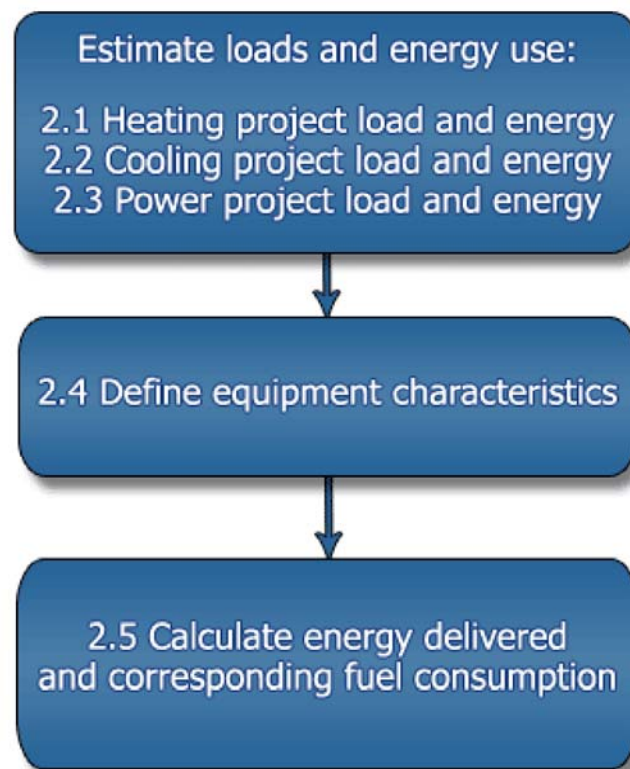 Estimate loads and energy use:
2.1 Heating project load and energy
2.2 Cooling project load and energy
2.3 Power project load and energy
2.4 Define equipment characteristics
2.5 Calculate energy delivered
and corresponding fuel consumption